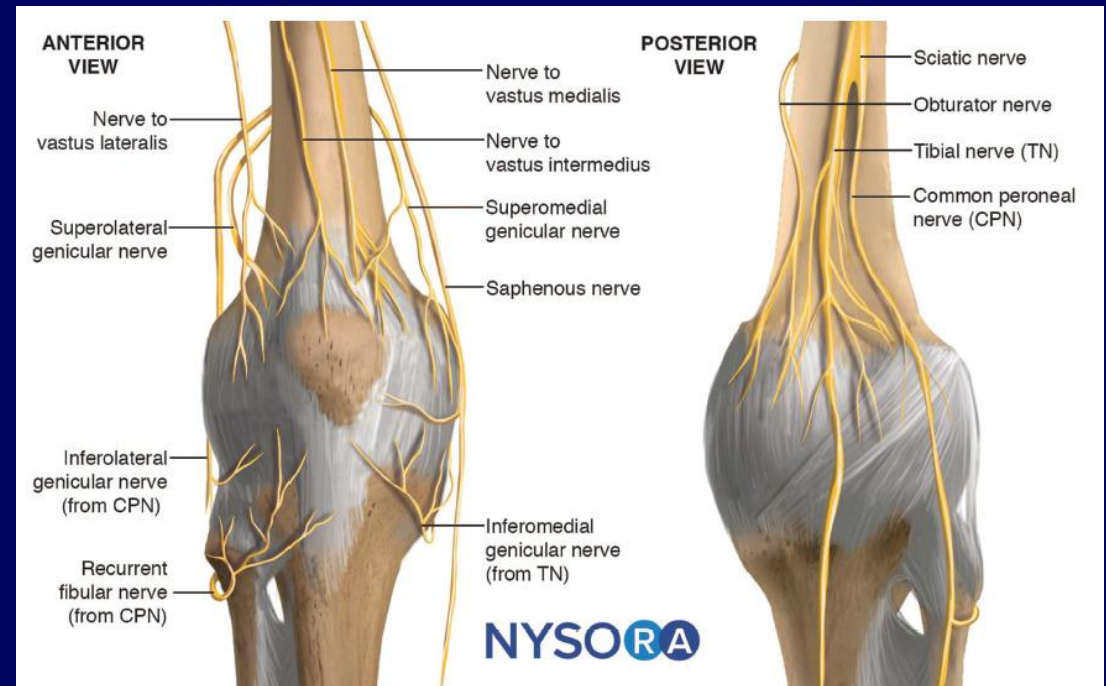 ANTERIOR
VIEW
Nerve to
vastus lateralis
Superolateral
genicular nerve
Inferolateral
genicular nerve
(from CPN)
Recurrent
fibular nerve
(from CPN)
Nerve to
vastus medialis
Nerve to
vastus intermedius
Superomedial
genicular nerve
Saphenous nerve
Inferomedial
genicular nerve
(from TN)
POSTERIOR
VIEW
Sciatic nerve
Obturator nerve
Tibial nerve (TN)
Common peroneal
nerve (CPN)
NYSORA